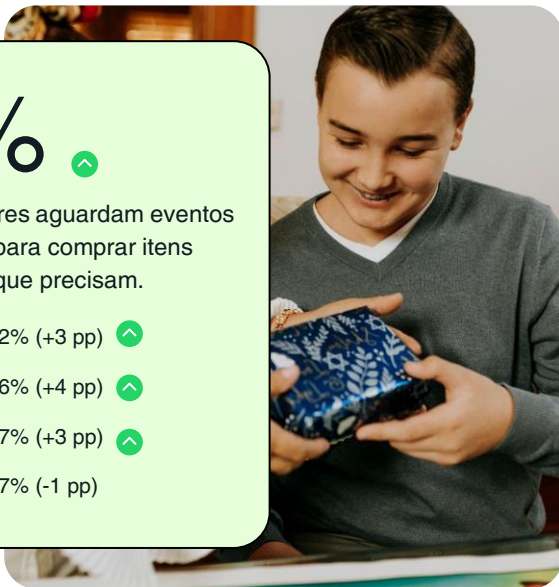 %
aguardam eventos
para comprar itens
que precisam.
2% (+3 pp)
6% (+4 pp)
7% (+3 pp)
7% (-1 pp)